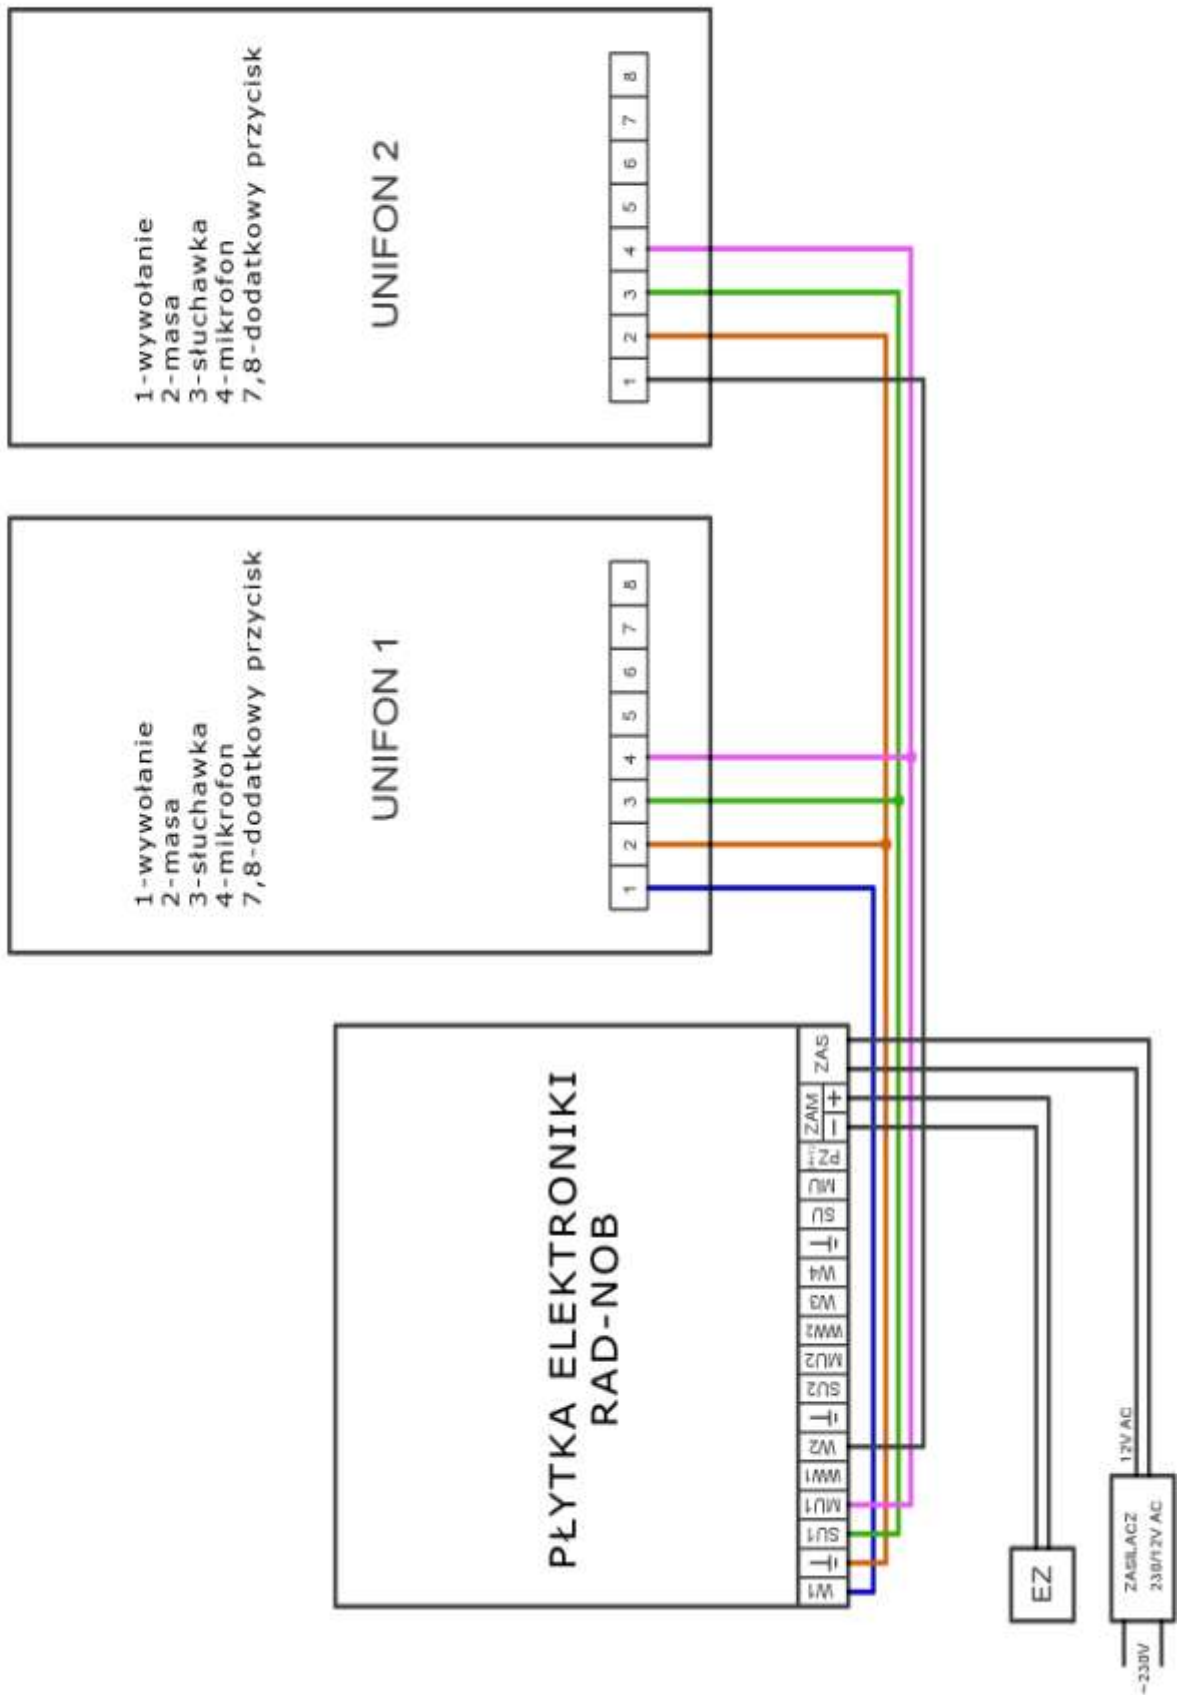 1-wywołanie
2-masa
3-słuchawka
4-mikrofon
7,8-dodatkowy przycisk
UNIFON 2
1 2 3 4 5 6 7 8
1-wywołanie
2-masa
3-słuchawka
4-mikrofon
7,8-dodatkowy przycisk
UNIFON 1
1 2 3 4 5 6 7 8
PŁYTKA ELEKTRONIKI
RAD-NOB
W1 SU1 MU1 WW1 W2 SU2 MU2 WW2 W3 W4 SU MU PZ ZAM - + ZAS
EZ
12V AC
ZASILACZ
230/12V AC
~230V